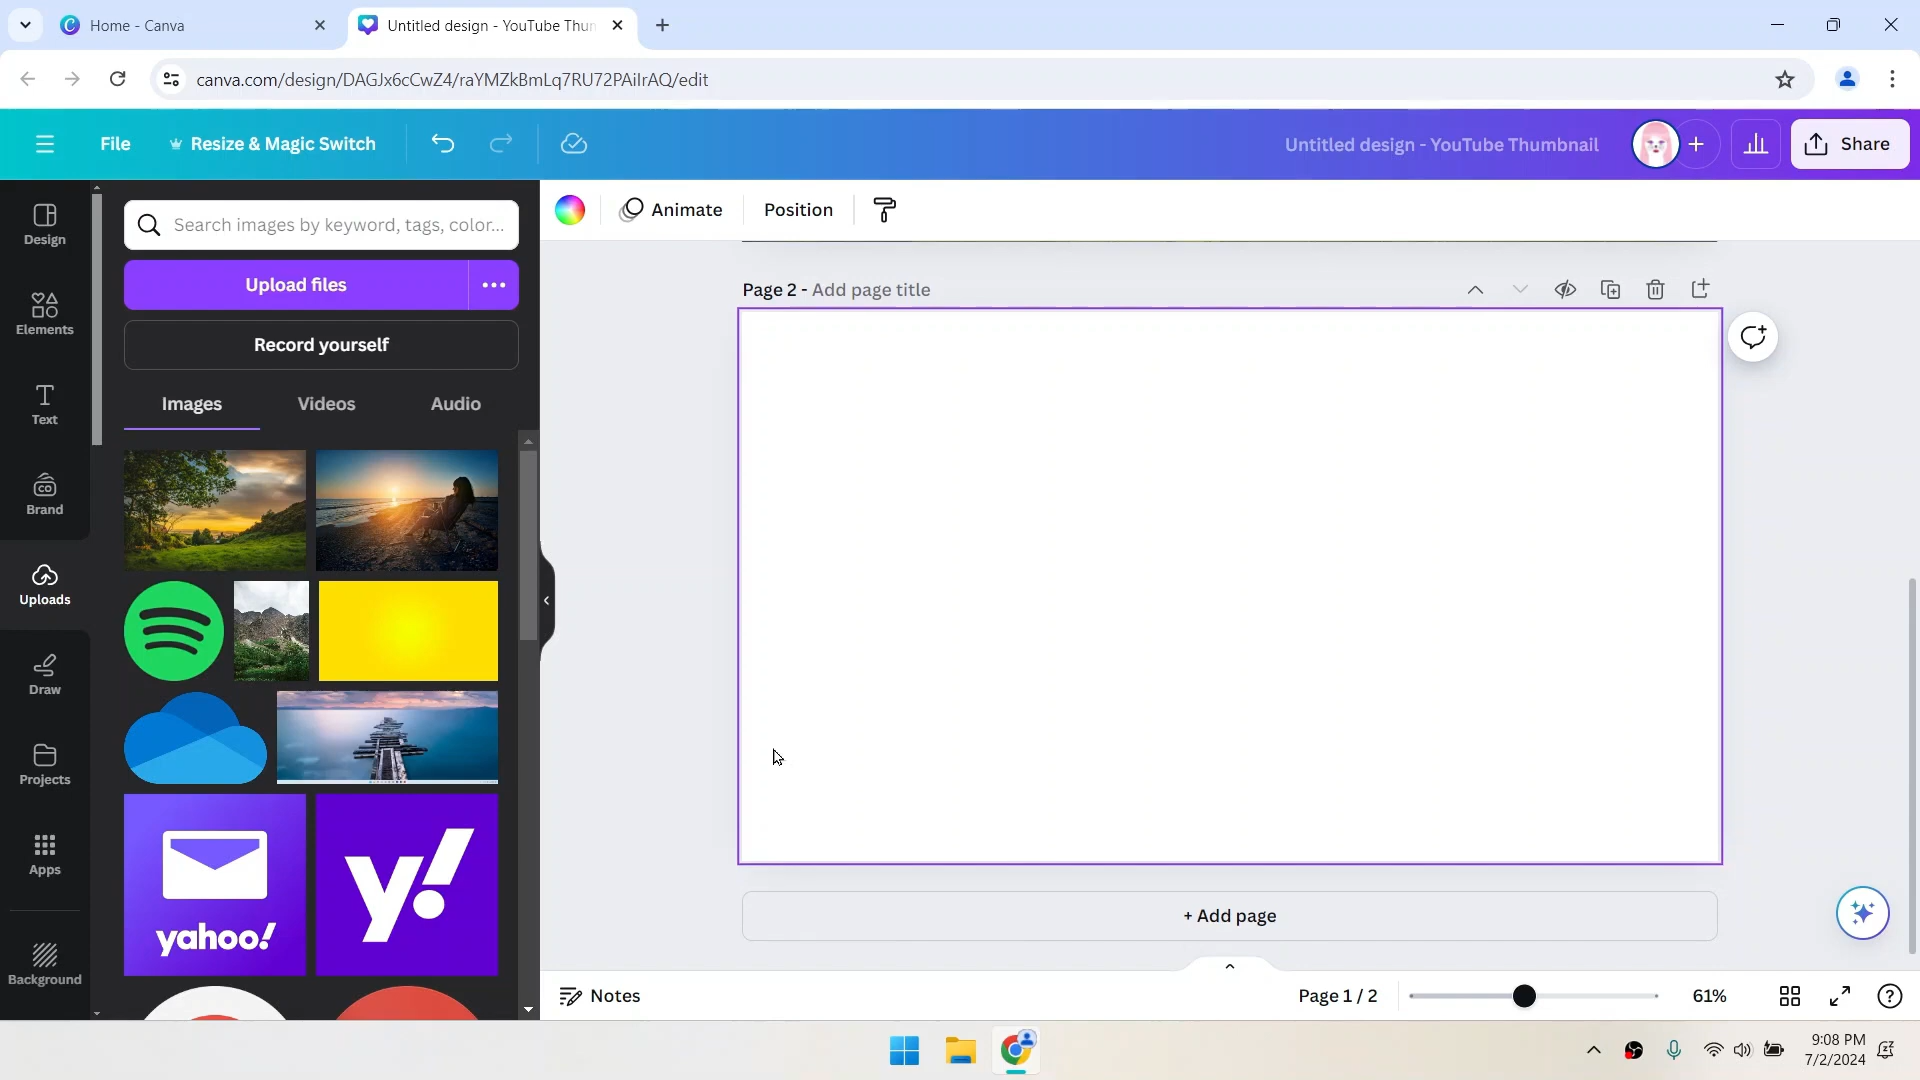 Home - Canva
Untitled design - YouTube Thun
canva.com/design/DAGJx6cCwZ4/raYMZkBmLq7RU72PAiIrAQ/edit
File
Resize & Magic Switch
Untitled design - YouTube Thumbnail
Share
Design
Elements
Text
Brand
Uploads
Draw
Projects
Apps
Background
Search images by keyword, tags, color...
Upload files
Record yourself
Images
Videos
Audio
yahoo!
y!
Animate
Position
Page 2 - Add page title
+ Add page
Notes
Page 1 / 2
61%
9:08 PM
7/2/2024